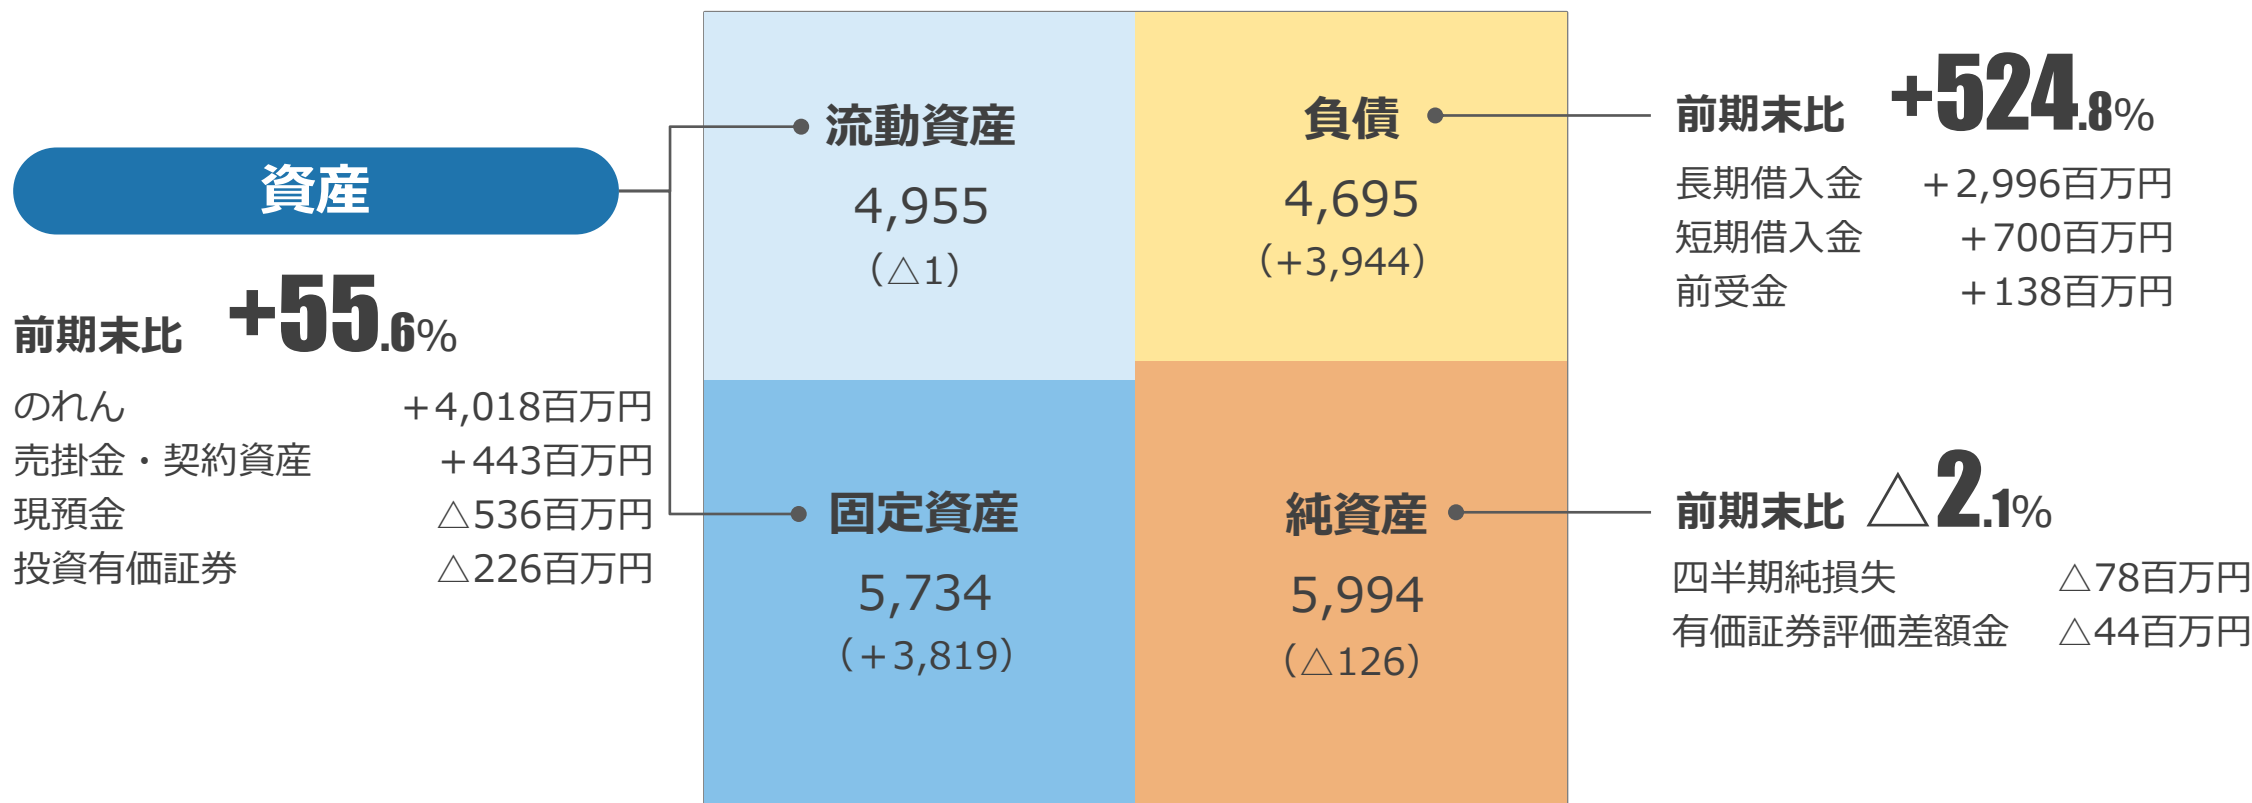 資産
前期末比 +55.6%
のれん +4,018百万円
売掛金・契約資産 +443百万円
現預金 △536百万円
投資有価証券 △226百万円
流動資産
4,955
(△1)
固定資産
5,734
(+3,819)
負債
4,695
(+3,944)
純資産
5,994
(△126)
前期末比 +524.8%
長期借入金 +2,996百万円
短期借入金 +700百万円
前受金 +138百万円
前期末比 △2.1%
四半期純損失 △78百万円
有価証券評価差額金 △44百万円